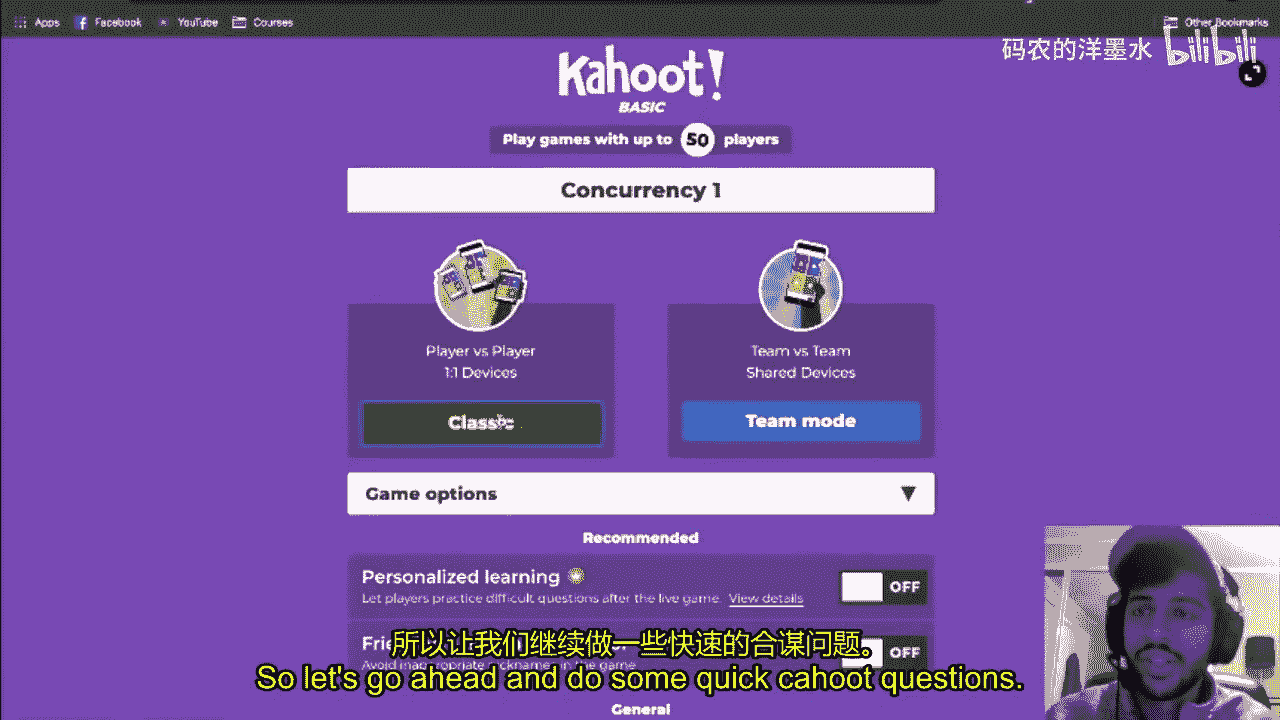 Apps Facebook YouTube Courses Other Bookmarks
码农的洋墨水 bilibili
Kahoot!
BASIC
Play games with up to 50 players
Concurrency 1
Player vs Player
1:1 Devices
Classic
Team vs Team
Shared Devices
Team mode
Game options
Recommended
Personalized learning
Let players practice difficult questions after the live game. View details
OFF
OFF
所以让我们继续做一些快速的合谋问题。
So let's go ahead and do some quick cahoot questions.
General